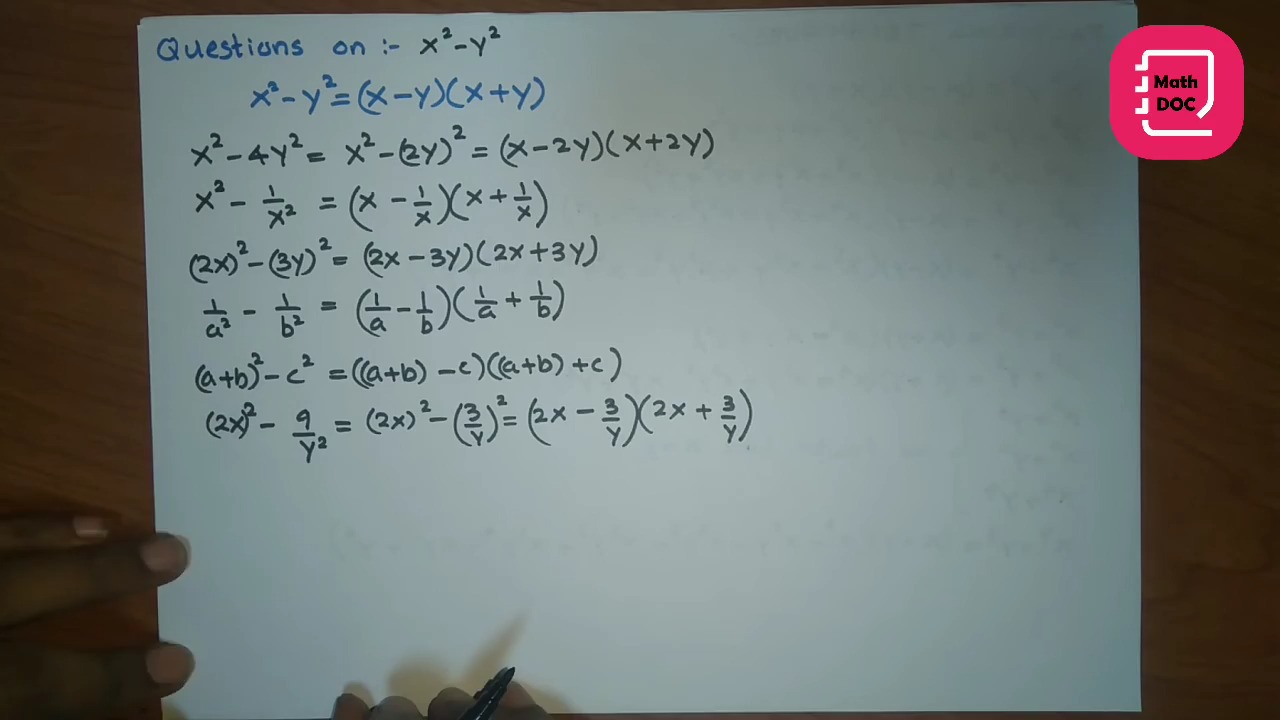 Questions on :- x²-y²
x²-y²=(x-y)(x+y)
x²-4y²= x²-(2y)²=(x-2y)(x+2y)
x²-1/x² =(x-1/x)(x+1/x)
(2x)²-(3y)²=(2x-3y)(2x+3y)
1/a² - 1/b² = (1/a-1/b)(1/a+1/b)
(a+b)²-c² =((a+b)-c)((a+b)+c)
(2x)²- 9/y² = (2x)²-(3/y)²=(2x-3/y)(2x+3/y)
Math
DOC